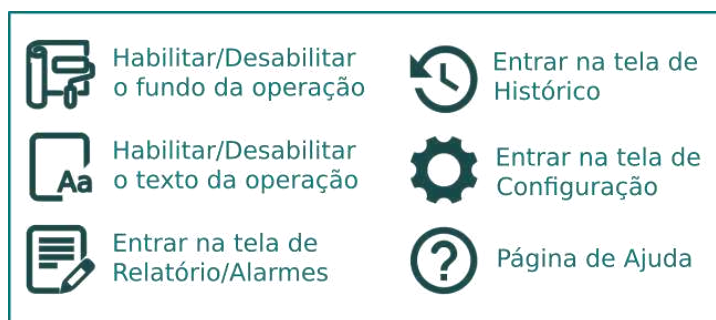 Habilitar/Desabilitar
o fundo da operação
Aa
Habilitar/Desabilitar
o texto da operação
Entrar na tela de
Relatório/Alarmes
Entrar na tela de
Histórico
Entrar na tela de
Configuração
?
Página de Ajuda